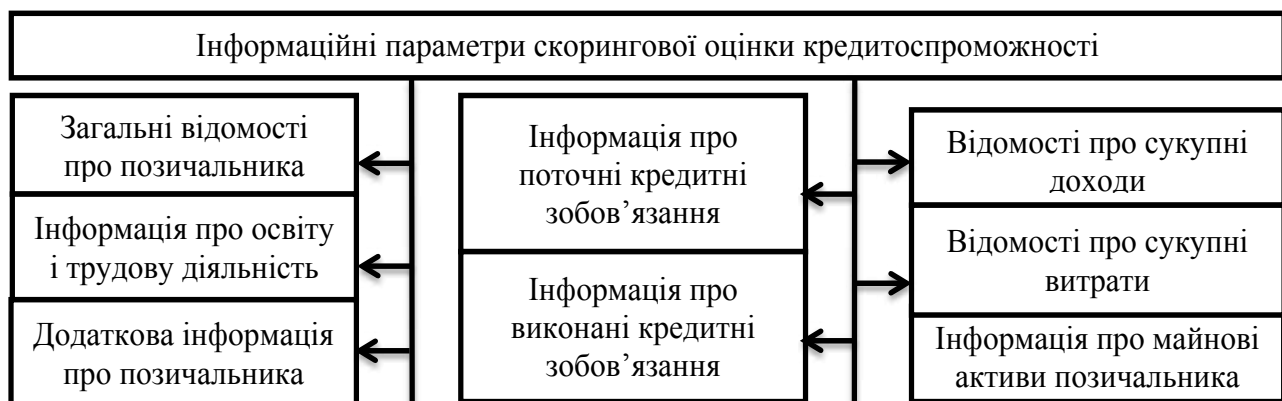 Інформаційні параметри скорингової оцінки кредитоспроможності
Загальні відомості
про позичальника
Інформація про освіту
і трудову діяльність
Додаткова інформація
про позичальника
Інформація про
поточні кредитні
зобов’язання
Інформація про
виконані кредитні
зобов’язання
Відомості про сукупні
доходи
Відомості про сукупні
витрати
Інформація про майнові
активи позичальника